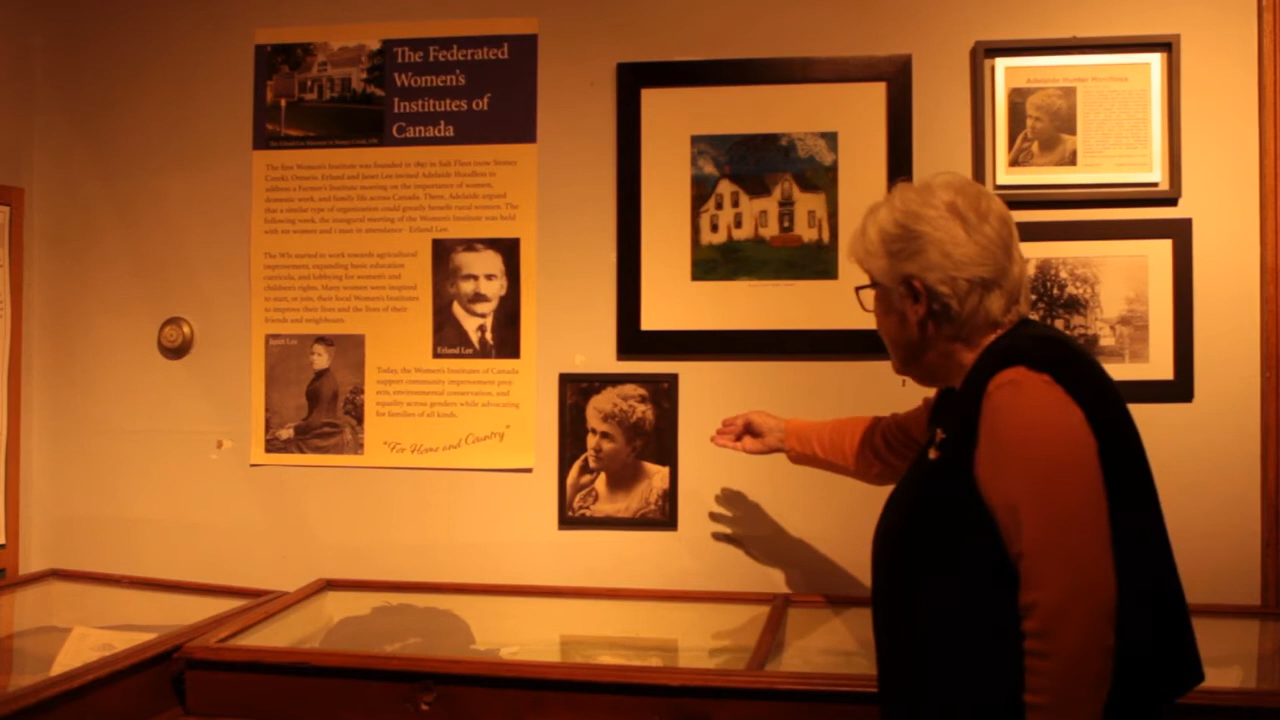 The Federated
Women's
Institutes of
Canada
The first Women's Institute was founded in 1897 in Salt Fleet (now Stoney
Creek), Ontario. Erland and Janet Lee invited Adelaide Hoodless to
address a Farmer's Institute meeting on the importance of women,
domestic work, and family life across Canada. There, Adelaide argued
that a similar type of organization could greatly benefit rural women. The
following week, the inaugural meeting of the Women's Institute was held
with 101 women and 1 man in attendance - Erland Lee.
The WIs started to work towards agricultural
improvement, expanding basic education
curricula, and lobbying for women's and
children's rights. Many women were inspired
to start, or join, their local Women's Institutes
to improve their lives and the lives of their
friends and neighbours.
Erland Lee
Janet Lee
Today, the Women's Institutes of Canada
support community improvement proj-
ects, environmental conservation, and
equality across genders while advocating
for families of all kinds.
"For Home and Country"
Adelaide Hunter Hoodless